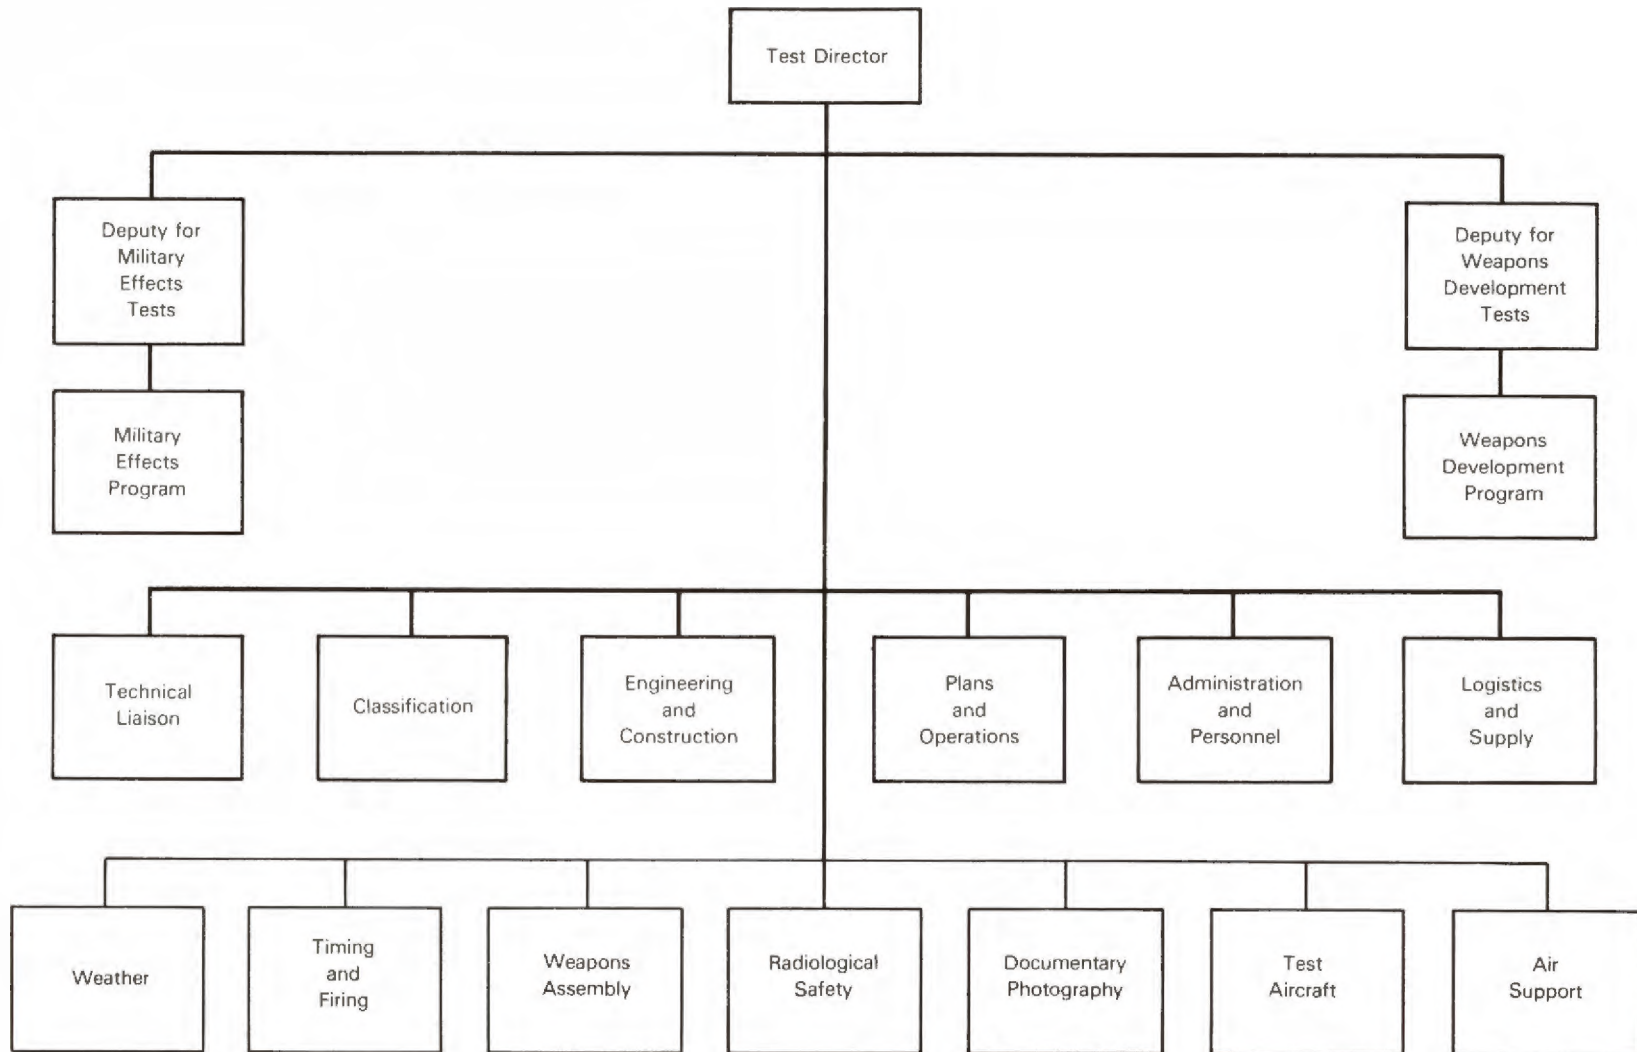 Test Director
Deputy for
Military
Effects
Tests
Deputy for
Weapons
Development
Tests
Military
Effects
Program
Weapons
Development
Program
Technical
Liaison
Classification
Engineering
and
Construction
Plans
and
Operations
Administration
and
Personnel
Logistics
and
Supply
Weather
Timing
and
Firing
Weapons
Assembly
Radiological
Safety
Documentary
Photography
Test
Aircraft
Air
Support